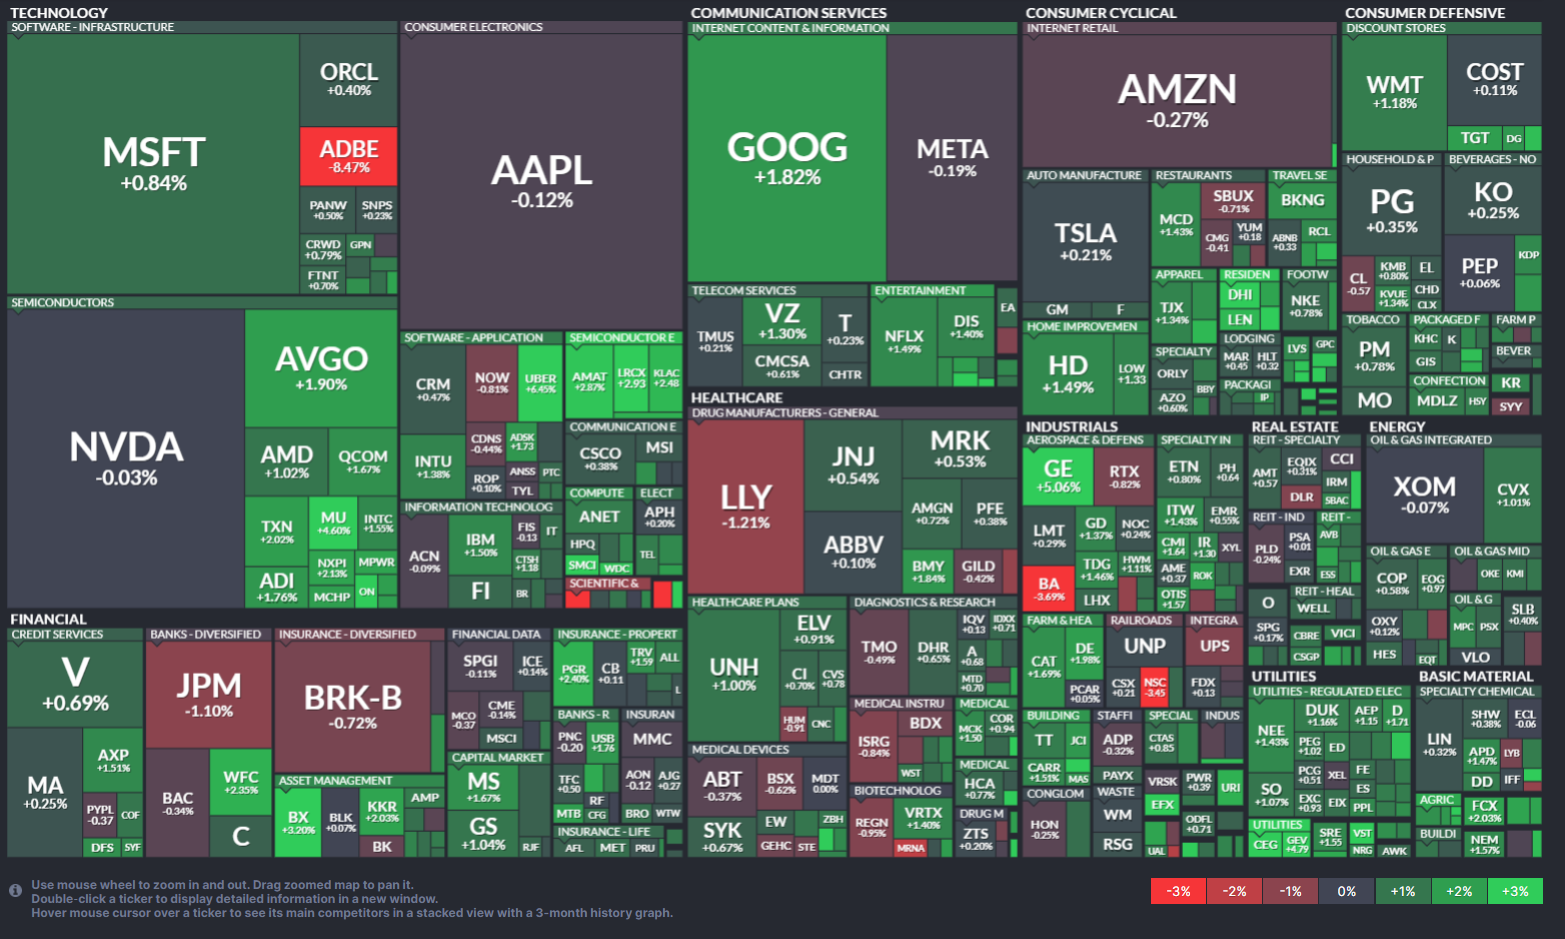 TECHNOLOGY
SOFTWARE - INFRASTRUCTURE
MSFT
+0.84%
ORCL
+0.40%
ADBE
-8.47%
PANW
+0.50%
SNPS
+0.23%
CRWD
+0.79%
GPN
FTNT
+0.70%
SEMICONDUCTORS
NVDA
-0.03%
AVGO
+1.90%
AMD
+1.02%
QCOM
+1.67%
TXN
+2.02%
MU
+4.60%
INTC
+1.55%
NXPI
+2.13%
MPWR
ADI
+1.76%
MCHP
ON
CONSUMER ELECTRONICS
AAPL
-0.12%
SOFTWARE - APPLICATION
CRM
+0.47%
NOW
-0.81%
UBER
+6.45%
INTU
+1.38%
CDNS
-0.44%
ADSK
+1.73
ROP
+0.10%
ANSS
PTC
TYL
SEMICONDUCTOR E
AMAT
+2.87%
LRCX
+2.93
KLAC
+2.48
COMMUNICATION E
CSCO
+0.38%
MSI
INFORMATION TECHNOLOG
ACN
-0.09%
IBM
+1.50%
FIS
-0.13
IT
CTSH
+1.18
FI
BR
COMPUTE
ANET
HPQ
SMCI
WDC
ELECT
APH
+0.20%
TEL
SCIENTIFIC &
COMMUNICATION SERVICES
INTERNET CONTENT & INFORMATION
GOOG
+1.82%
META
-0.19%
TELECOM SERVICES
TMUS
+0.21%
VZ
+1.30%
T
+0.23%
CMCSA
+0.61%
CHTR
ENTERTAINMENT
NFLX
+1.49%
DIS
+1.40%
EA
CONSUMER CYCLICAL
INTERNET RETAIL
AMZN
-0.27%
AUTO MANUFACTURE
TSLA
+0.21%
GM
F
RESTAURANTS
MCD
+1.43%
SBUX
-0.71%
CMG
-0.41
YUM
+0.18
TRAVEL SE
BKNG
ABNB
+0.33
RCL
HOME IMPROVEMEN
HD
+1.49%
LOW
+1.33
APPAREL
TJX
+1.34%
RESIDEN
DHI
LEN
FOOTW
NKE
+0.78%
SPECIALTY
ORLY
AZO
+0.60%
BBY
LODGING
MAR
+0.45
HLT
+0.32
LVS
GPC
PACKAGI
IP
CONSUMER DEFENSIVE
DISCOUNT STORES
WMT
+1.18%
COST
+0.11%
TGT
DG
HOUSEHOLD & P
PG
+0.35%
CL
-0.57
KMB
+0.80%
EL
KVUE
+1.34%
CHD
CLX
BEVERAGES - NO
KO
+0.25%
PEP
+0.06%
KDP
TOBACCO
PM
+0.78%
MO
PACKAGED F
KHC
K
GIS
FARM P
BEVER
CONFECTION
MDLZ
HSY
KR
SYY
HEALTHCARE
DRUG MANUFACTURERS - GENERAL
LLY
-1.21%
JNJ
+0.54%
MRK
+0.53%
ABBV
+0.10%
AMGN
+0.72%
PFE
+0.38%
BMY
+1.84%
GILD
-0.42%
HEALTHCARE PLANS
UNH
+1.00%
ELV
+0.91%
CI
+0.70%
CVS
+0.78
HUM
-0.91
CNC
DIAGNOSTICS & RESEARCH
TMO
-0.49%
DHR
+0.65%
IQV
+0.13
IDXX
+0.71
A
+0.68
MTD
+0.70
MEDICAL INSTRU
ISRG
-0.84%
BDX
WST
MEDICAL
MCK
+1.50
COR
+0.94
MEDICAL DEVICES
ABT
-0.37%
BSX
-0.62%
MDT
0.00%
SYK
+0.67%
EW
ZBH
GEHC
STE
BIOTECHNOLOG
REGN
-0.95%
VRTX
+1.40%
MRNA
MEDICAL
HCA
+0.77%
DRUG M
ZTS
+0.20%
INDUSTRIALS
AEROSPACE & DEFENS
GE
+5.06%
RTX
-0.82%
LMT
+0.29%
GD
+1.37%
NOC
+0.24%
BA
-3.69%
TDG
+1.46%
HWM
+1.11%
LHX
SPECIALTY IN
ETN
+0.80%
PH
+0.64
ITW
+1.43%
EMR
+0.55%
CMI
+1.64
IR
+1.30
XYL
AME
+0.37
ROK
OTIS
+1.57
FARM & HEA
CAT
+1.69%
DE
+1.98%
PCAR
+0.05%
RAILROADS
UNP
CSX
+0.21
NSC
-3.45
INTEGRA
UPS
FDX
+0.13
BUILDING
TT
JCI
CARR
+1.51%
MAS
STAFFI
ADP
-0.32%
PAYX
SPECIAL
CTAS
+0.85
INDUS
CONGLOM
HON
-0.25%
WASTE
WM
RSG
VRSK
EFX
PWR
+0.39
URI
ODFL
+0.71
UAL
REAL ESTATE
REIT - SPECIALTY
AMT
+0.57
EQIX
+0.31%
CCI
DLR
IRM
SBAC
REIT - IND
PLD
-0.24%
PSA
+0.01
EXR
REIT -
AVB
ESS
O
SPG
+0.17%
REIT - HEAL
WELL
CBRE
VICI
CSGP
ENERGY
OIL & GAS INTEGRATED
XOM
-0.07%
CVX
+1.01%
OIL & GAS E
COP
+0.58%
EOG
+0.97
OXY
+0.12%
HES
EQT
OIL & GAS MID
OKE
KMI
OIL & G
MPC
PSX
VLO
SLB
+0.40%
FINANCIAL
CREDIT SERVICES
V
+0.69%
MA
+0.25%
AXP
+1.51%
PYPL
-0.37
COF
DFS
SYF
BANKS - DIVERSIFIED
JPM
-1.10%
BAC
-0.34%
WFC
+2.35%
C
INSURANCE - DIVERSIFIED
BRK-B
-0.72%
ASSET MANAGEMENT
BX
+3.20%
BLK
+0.07%
KKR
+2.03%
AMP
BK
FINANCIAL DATA
SPGI
-0.11%
ICE
+0.14%
MCO
-0.37
CME
-0.14%
MSCI
CAPITAL MARKET
MS
+1.67%
GS
+1.04%
RJF
INSURANCE - PROPERT
PGR
+2.40%
CB
+0.11
TRV
+1.59
ALL
L
BANKS - R
PNC
-0.20
USB
+1.76
TFC
+0.50
RF
MTB
CFG
INSURAN
MMC
AON
-0.12
AJG
+0.27
BRO
WTW
INSURANCE - LIFE
AFL
MET
PRU
UTILITIES
UTILITIES - REGULATED ELEC
NEE
+1.43%
DUK
+1.16%
AEP
+1.15
D
+1.71
SO
+1.07%
PEG
+1.02
ED
PCG
+0.51
XEL
FE
ES
EXC
+0.93
EIX
PPL
UTILITIES
CEG
GEV
+4.79
SRE
+1.55
VST
NRG
AWK
BASIC MATERIAL
SPECIALTY CHEMICAL
LIN
+0.32%
SHW
+0.38%
ECL
-0.06
APD
+1.47%
LYB
DD
IFF
AGRIC
FCX
+2.03%
BUILDI
NEM
+1.57%
Use mouse wheel to zoom in and out. Drag zoomed map to pan it.
Double-click a ticker to display detailed information in a new window.
Hover mouse cursor over a ticker to see its main competitors in a stacked view with a 3-month history graph.
-3% -2% -1% 0% +1% +2% +3%